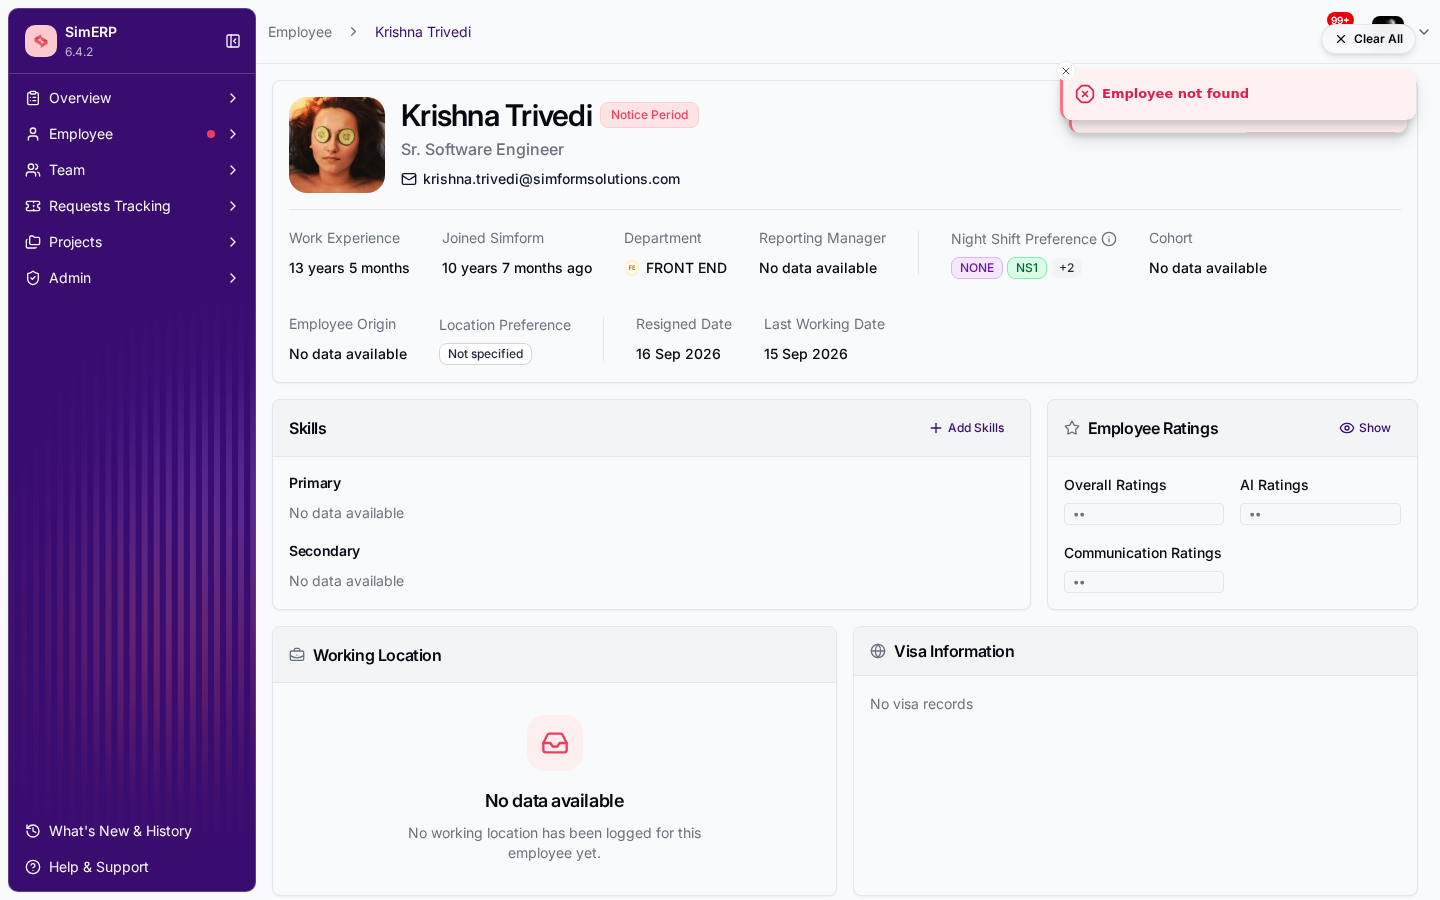 SimERP
6.4.2
Overview
Employee
Team
Requests Tracking
Projects
Admin
What's New & History
Help & Support
Employee
Krishna Trivedi
99+
Clear All
Employee not found
Krishna Trivedi
Notice Period
Sr. Software Engineer
krishna.trivedi@simformsolutions.com
Work Experience
13 years 5 months
Joined Simform
10 years 7 months ago
Department
FE FRONT END
Reporting Manager
No data available
Night Shift Preference
NONE NS1 +2
Cohort
No data available
Employee Origin
No data available
Location Preference
Not specified
Resigned Date
16 Sep 2026
Last Working Date
15 Sep 2026
Skills
Add Skills
Primary
No data available
Secondary
No data available
Employee Ratings
Show
Overall Ratings
••
AI Ratings
••
Communication Ratings
••
Working Location
No data available
No working location has been logged for this
employee yet.
Visa Information
No visa records